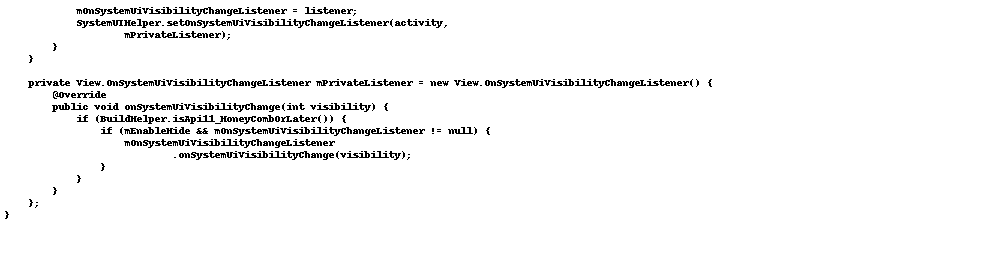 mOnSystemUiVisibilityChangeListener = listener;
            SystemUIHelper.setOnSystemUiVisibilityChangeListener(activity,
                    mPrivateListener);
        }
    }
    private View.OnSystemUiVisibilityChangeListener mPrivateListener = new View.OnSystemUiVisibilityChangeListener() {
        @Override
        public void onSystemUiVisibilityChange(int visibility) {
            if (BuildHelper.isApi11_HoneyCombOrLater()) {
                if (mEnableHide && mOnSystemUiVisibilityChangeListener != null) {
                    mOnSystemUiVisibilityChangeListener
                            .onSystemUiVisibilityChange(visibility);
                }
            }
        }
    };
}